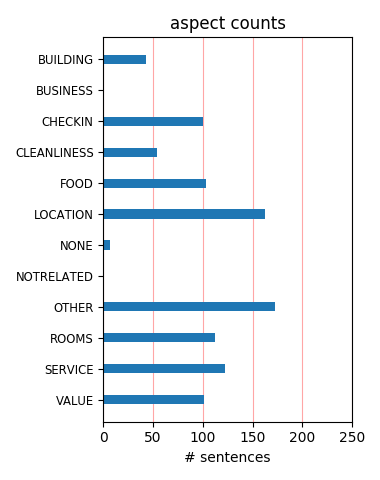 aspect counts
BUILDING
BUSINESS
CHECKIN
CLEANLINESS
FOOD
LOCATION
NONE
NOTRELATED
OTHER
ROOMS
SERVICE
VALUE
0 50 100 150 200 250
# sentences